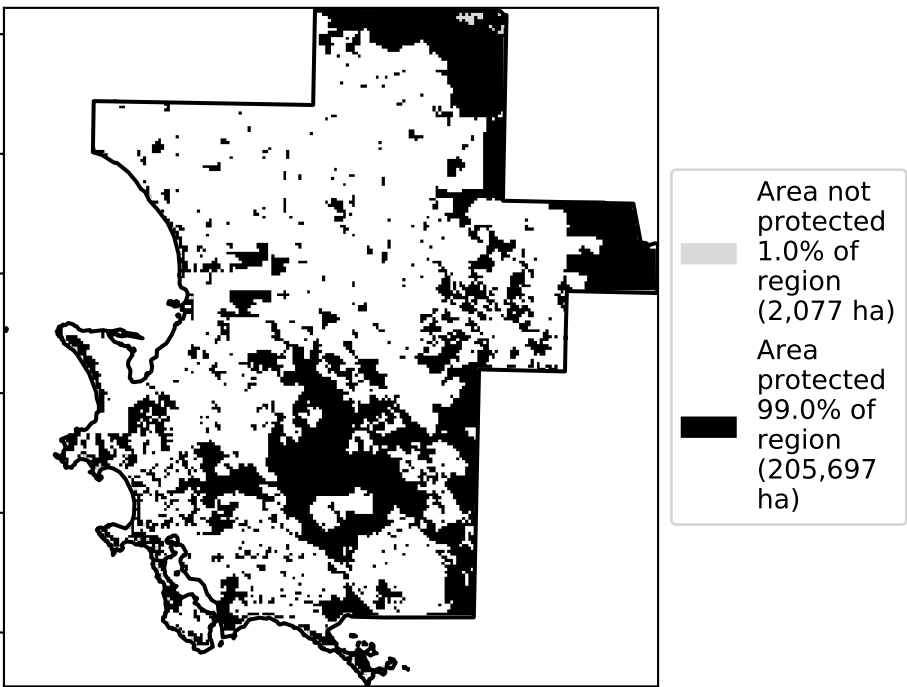 Area not
protected
1.0% of
region
(2,077 ha)
Area
protected
99.0% of
region
(205,697
ha)